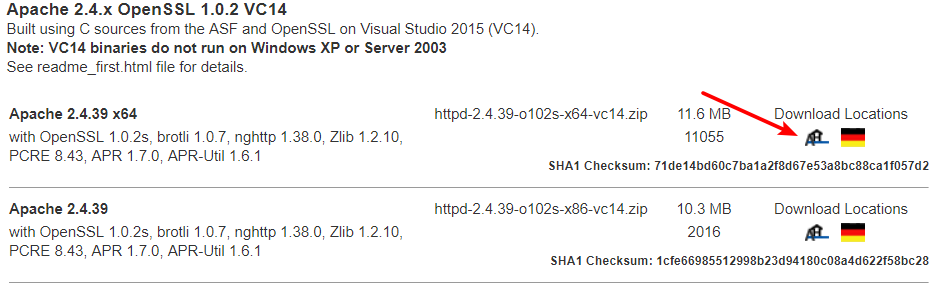 Apache 2.4.x OpenSSL 1.0.2 VC14
Built using C sources from the ASF and OpenSSL on Visual Studio 2015 (VC14).
Note: VC14 binaries do not run on Windows XP or Server 2003
See readme_first.html file for details.
Apache 2.4.39 x64 httpd-2.4.39-o102s-x64-vc14.zip 11.6 MB Download Locations
with OpenSSL 1.0.2s, brotli 1.0.7, nghttp 1.38.0, Zlib 1.2.10, 11055
PCRE 8.43, APR 1.7.0, APR-Util 1.6.1
SHA1 Checksum: 71de14bd60c7ba1a2f8d67e53a8bc88ca1f057d2
Apache 2.4.39 httpd-2.4.39-o102s-x86-vc14.zip 10.3 MB Download Locations
with OpenSSL 1.0.2s, brotli 1.0.7, nghttp 1.38.0, Zlib 1.2.10, 2016
PCRE 8.43, APR 1.7.0, APR-Util 1.6.1
SHA1 Checksum: 1cfe66985512998b23d94180c08a4d622f58bc28